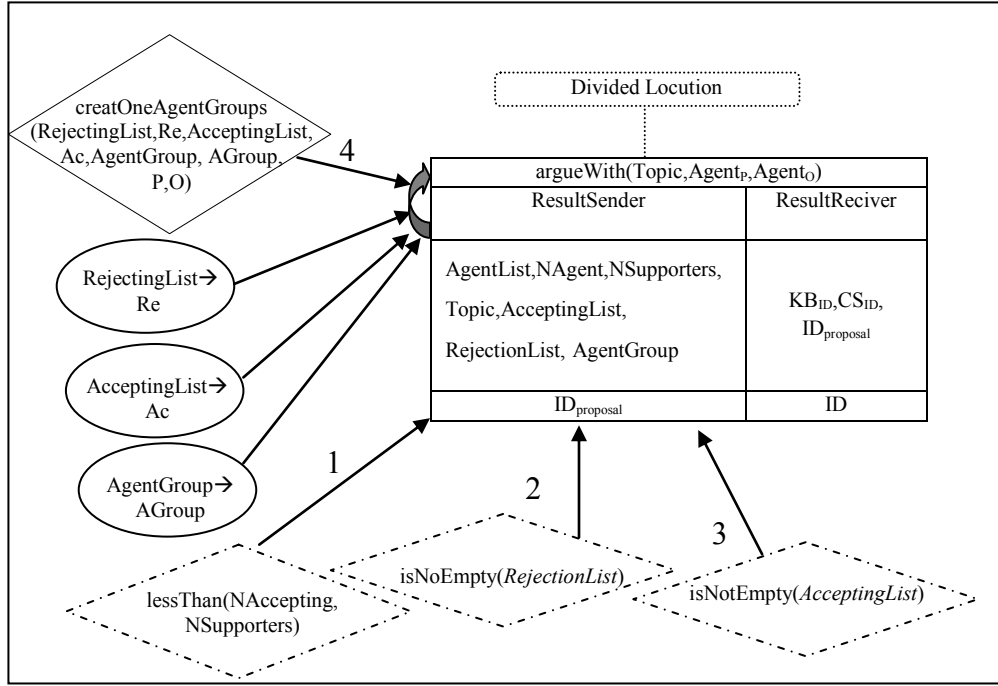 creatOneAgentGroups
(RejectingList,Re,AcceptingList,
Ac,AgentGroup, AGroup,
P,O)
4
Divided Locution
argueWith(Topic,AgentP,AgentO)
ResultSender
ResultReciver
AgentList,NAgent,NSupporters,
Topic,AcceptingList,
RejectionList, AgentGroup
KBID,CSID,
IDproposal
IDproposal
ID
RejectingList→
Re
AcceptingList→
Ac
AgentGroup→
AGroup
1
2
3
lessThan(NAccepting,
NSupporters)
isNoEmpty(RejectionList)
isNotEmpty(AcceptingList)